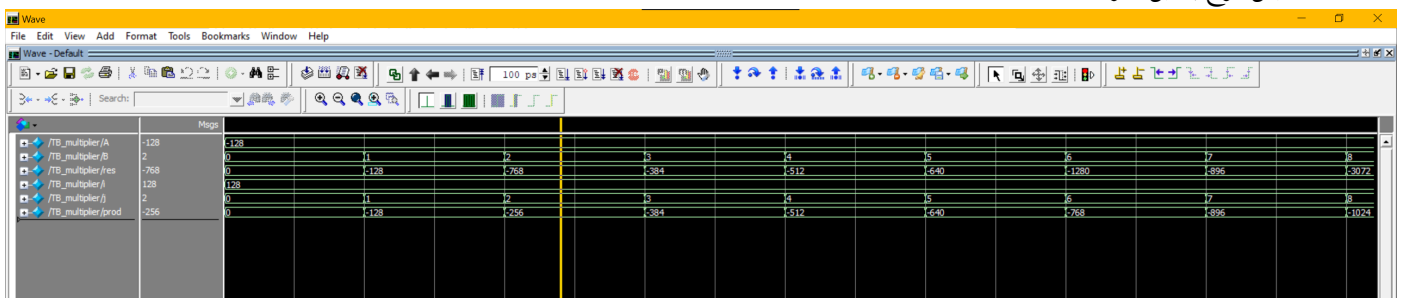 Wave
File Edit View Add Format Tools Bookmarks Window Help
Wave - Default
100 ps
Search:
Msgs
/TB_multiplier/A -128 -128
/TB_multiplier/B 2 0 1 2 3 4 5 6 7 8
/TB_multiplier/res -768 0 -128 -768 -384 -512 -640 -1280 -896 -3072
/TB_multiplier/i 128 128
/TB_multiplier/j 2 0 1 2 3 4 5 6 7 8
/TB_multiplier/prod -256 0 -128 -256 -384 -512 -640 -768 -896 -1024